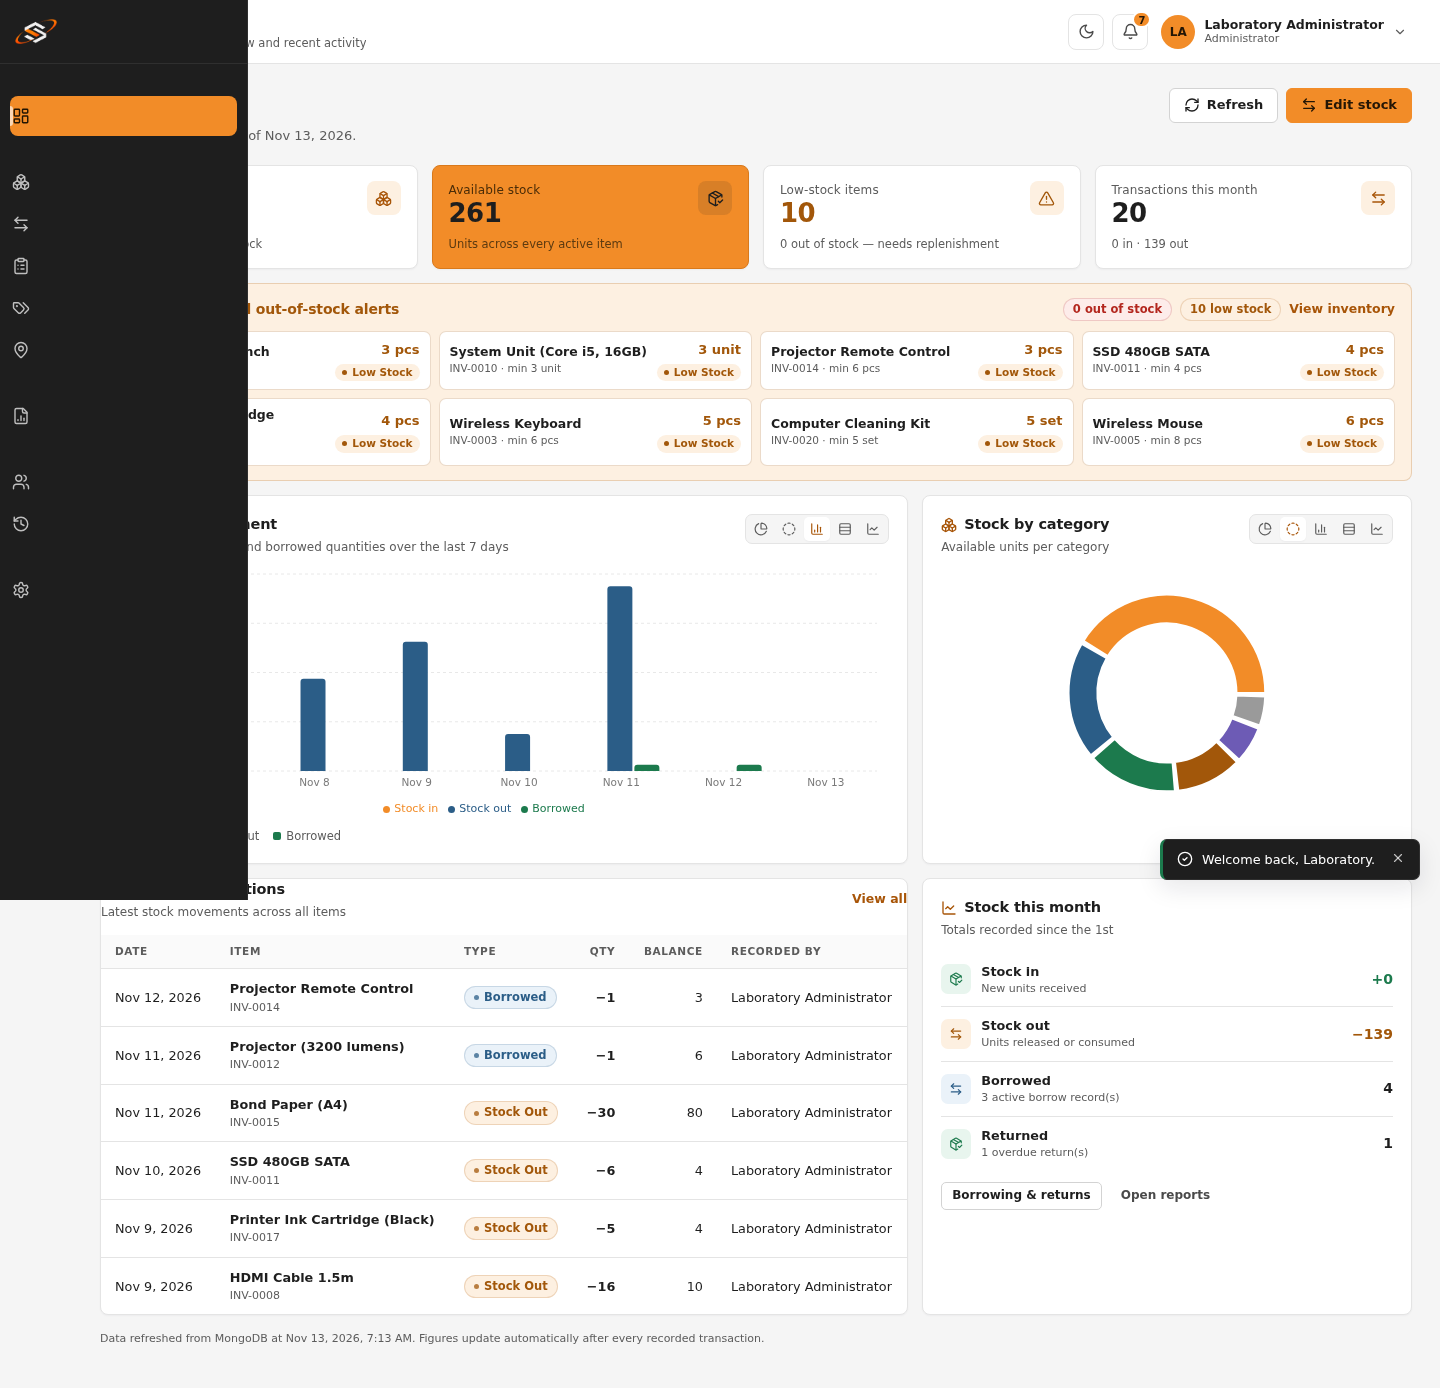 w and recent activity
7
LA
Laboratory Administrator
Administrator
of Nov 13, 2026.
Refresh
Edit stock
ock
Available stock
261
Units across every active item
Low-stock items
10
0 out of stock — needs replenishment
Transactions this month
20
0 in · 139 out
out-of-stock alerts
0 out of stock
10 low stock
View inventory
nch
3 pcs
Low Stock
System Unit (Core i5, 16GB)
INV-0010 · min 3 unit
3 unit
Low Stock
Projector Remote Control
INV-0014 · min 6 pcs
3 pcs
Low Stock
SSD 480GB SATA
INV-0011 · min 4 pcs
4 pcs
Low Stock
dge
4 pcs
Low Stock
Wireless Keyboard
INV-0003 · min 6 pcs
5 pcs
Low Stock
Computer Cleaning Kit
INV-0020 · min 5 set
5 set
Low Stock
Wireless Mouse
INV-0005 · min 8 pcs
6 pcs
Low Stock
ment
nd borrowed quantities over the last 7 days
Nov 8
Nov 9
Nov 10
Nov 11
Nov 12
Nov 13
Stock in
Stock out
Borrowed
ut
Borrowed
Stock by category
Available units per category
Welcome back, Laboratory.
tions
Latest stock movements across all items
View all
DATE ITEM TYPE QTY BALANCE RECORDED BY
Nov 12, 2026 Projector Remote Control Borrowed −1 3 Laboratory Administrator
INV-0014
Nov 11, 2026 Projector (3200 lumens) Borrowed −1 6 Laboratory Administrator
INV-0012
Nov 11, 2026 Bond Paper (A4) Stock Out −30 80 Laboratory Administrator
INV-0015
Nov 10, 2026 SSD 480GB SATA Stock Out −6 4 Laboratory Administrator
INV-0011
Nov 9, 2026 Printer Ink Cartridge (Black) Stock Out −5 4 Laboratory Administrator
INV-0017
Nov 9, 2026 HDMI Cable 1.5m Stock Out −16 10 Laboratory Administrator
INV-0008
Stock this month
Totals recorded since the 1st
Stock in
New units received
+0
Stock out
Units released or consumed
−139
Borrowed
3 active borrow record(s)
4
Returned
1 overdue return(s)
1
Borrowing & returns
Open reports
Data refreshed from MongoDB at Nov 13, 2026, 7:13 AM. Figures update automatically after every recorded transaction.